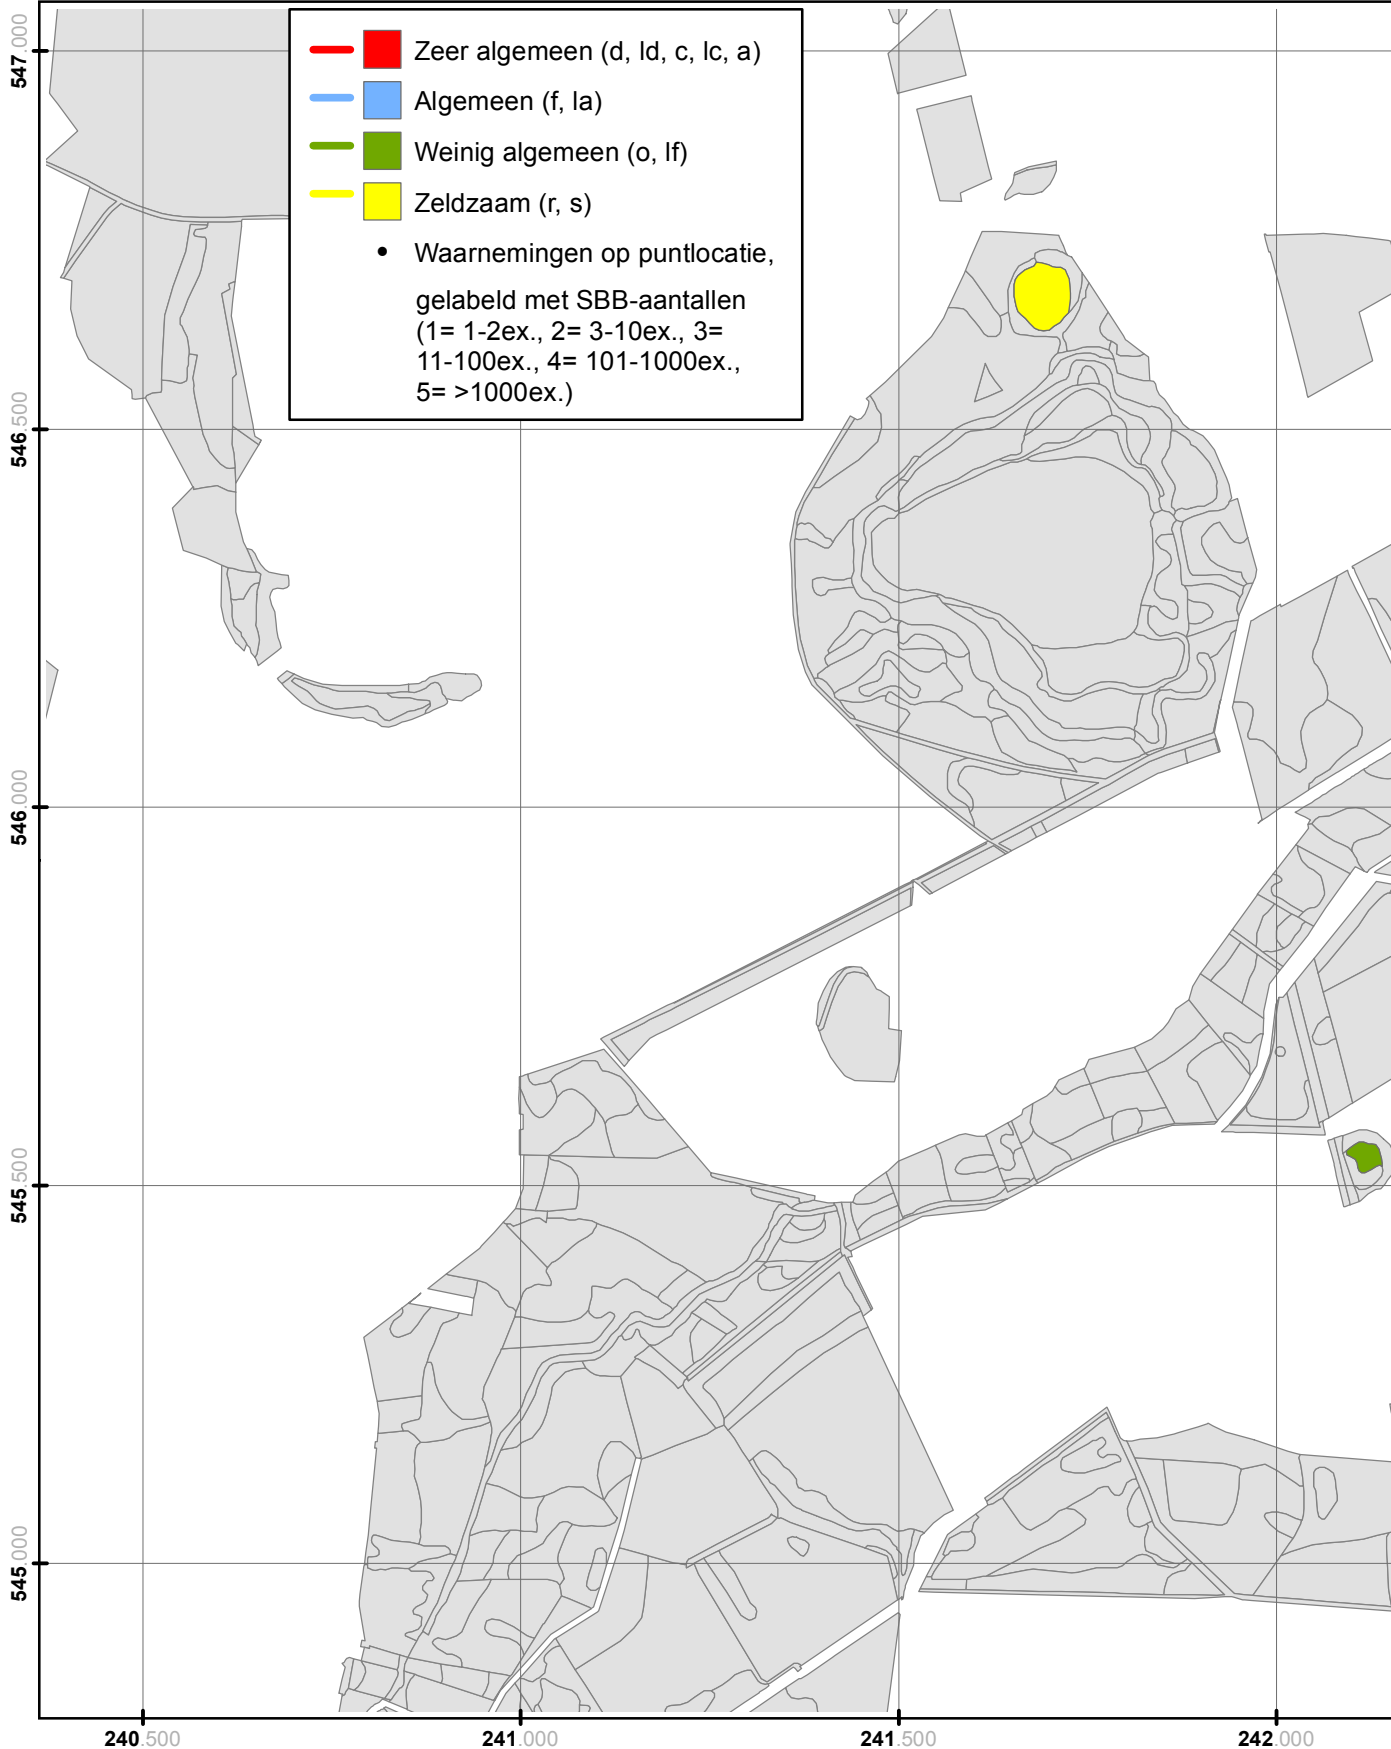 Zeer algemeen (d, ld, c, lc, a)
Algemeen (f, la)
Weinig algemeen (o, lf)
Zeldzaam (r, s)
Waarnemingen op puntlocatie,
gelabeld met SBB-aantallen
(1= 1-2ex., 2= 3-10ex., 3=
11-100ex., 4= 101-1000ex.,
5= >1000ex.)
547.000
546.500
546.000
545.500
545.000
240.500
241.000
241.500
242.000